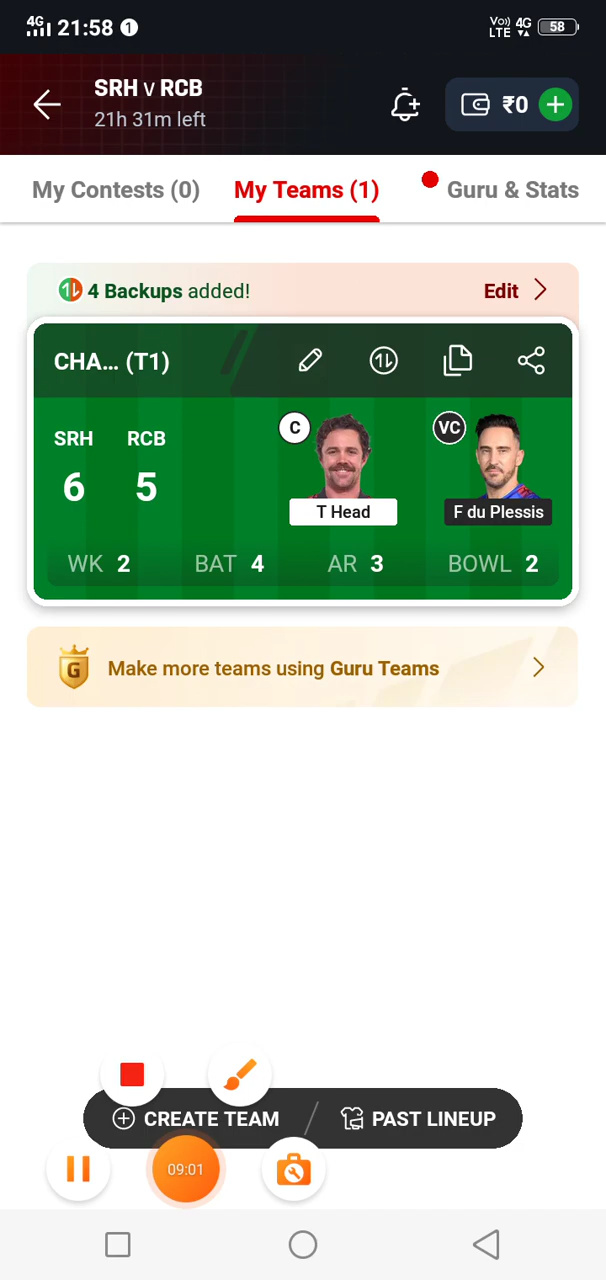 4G 21:58 1 Vo) LTE 4G 58
SRH v RCB
21h 31m left
₹0
My Contests (0) My Teams (1) Guru & Stats
4 Backups added! Edit
CHA... (T1)
SRH RCB C VC
6 5
T Head F du Plessis
WK 2 BAT 4 AR 3 BOWL 2
G Make more teams using Guru Teams
CREATE TEAM PAST LINEUP
09:01